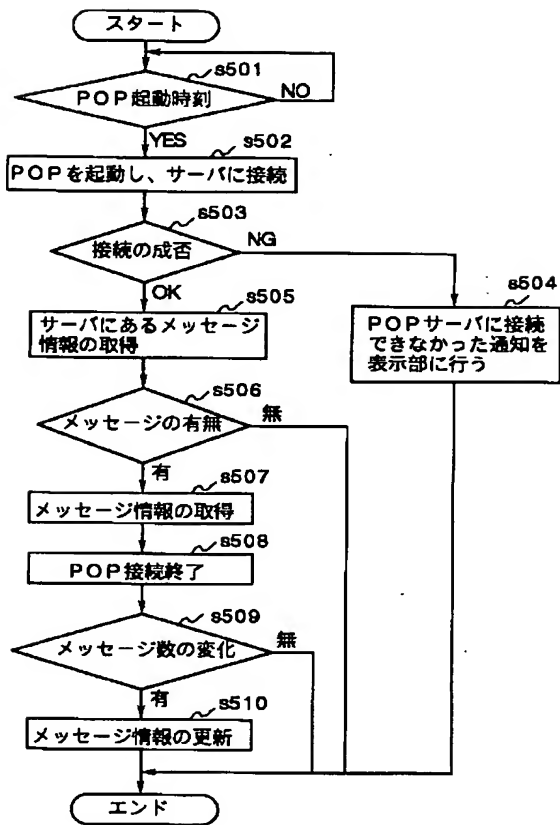 スタート
s501
POP起動時刻
NO
YES
s502
POPを起動し、サーバに接続
s503
接続の成否
NG
OK
s504
POPサーバに接続
できなかった通知を
表示部に行う
s505
サーバにあるメッセージ
情報の取得
s506
メッセージの有無
無
有
s507
メッセージ情報の取得
s508
POP接続終了
s509
メッセージ数の変化
無
有
s510
メッセージ情報の更新
エンド